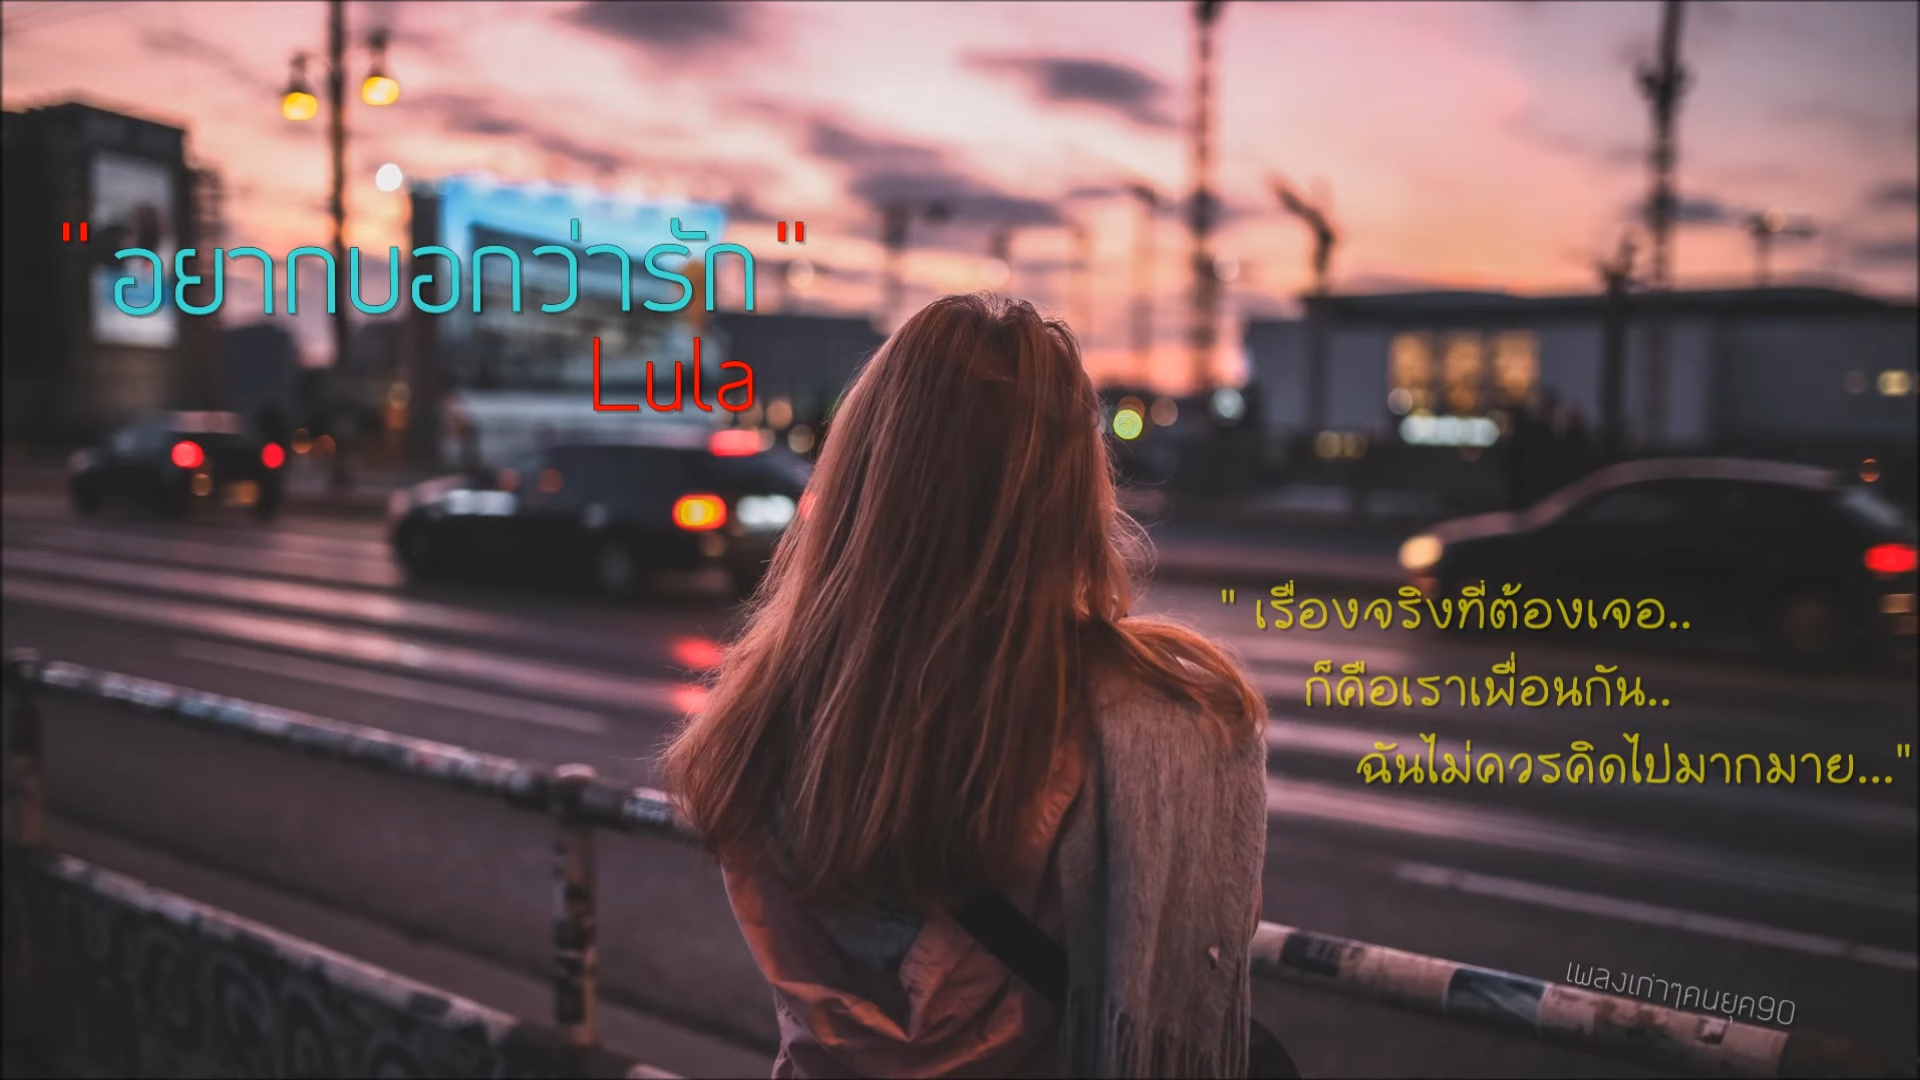 "อยากบอกว่ารัก"
Lula
" เรื่องจริงที่ต้องเจอ..
ก็คือเราเพื่อนกัน..
ฉันไม่ควรคิดไปมากมาย..."
เพลงเก่าๆคนยุค90